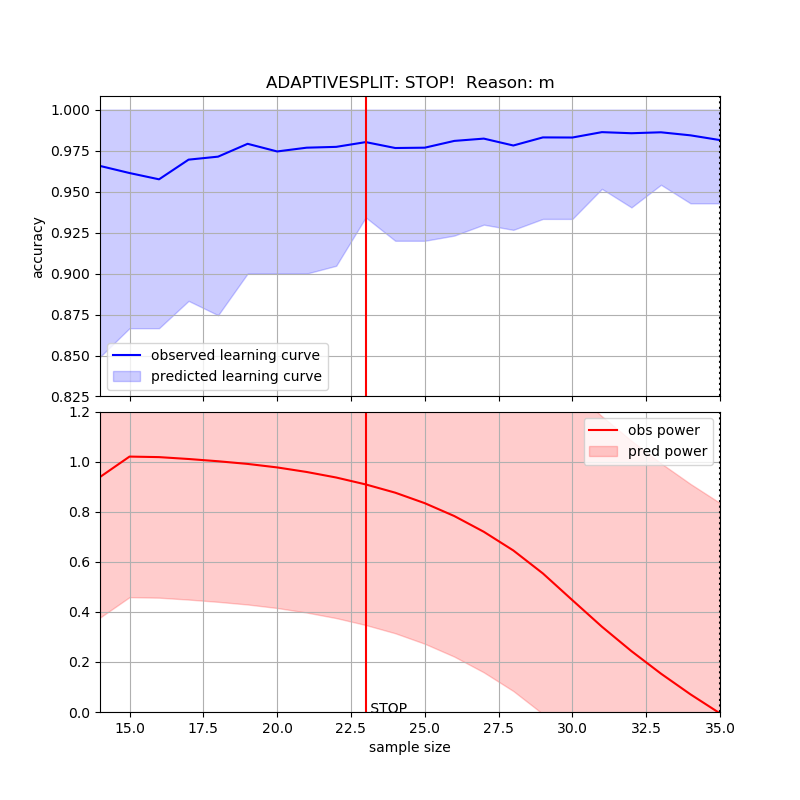 ADAPTIVESPLIT: STOP!  Reason: m
1.000
0.975
0.950
0.925
0.900
0.875
0.850
0.825
accuracy
observed learning curve
predicted learning curve
1.2
1.0
0.8
0.6
0.4
0.2
0.0
obs power
pred power
STOP
15.0 17.5 20.0 22.5 25.0 27.5 30.0 32.5 35.0
sample size